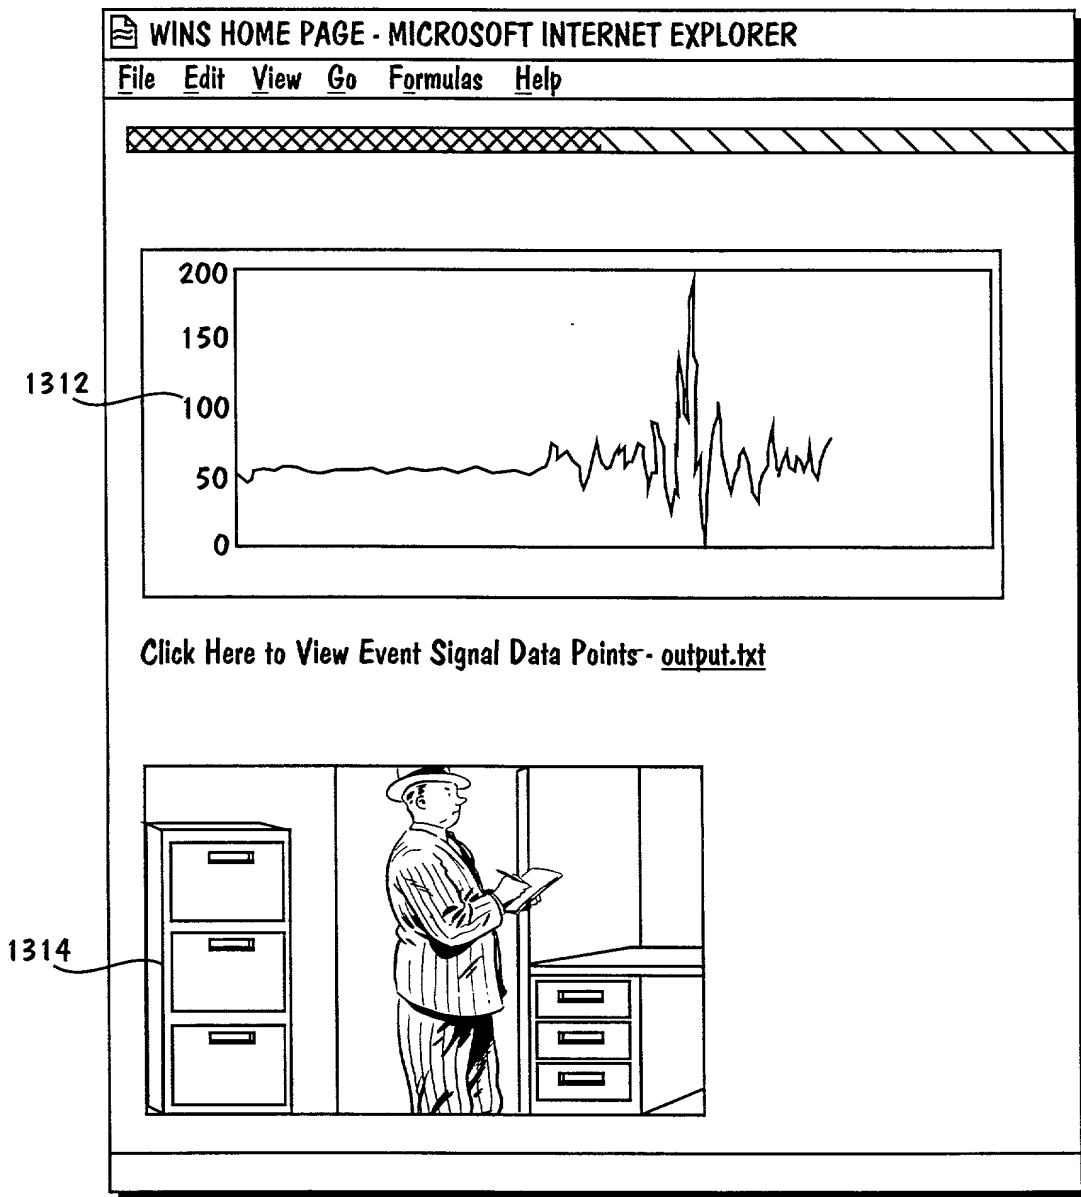 WINS HOME PAGE - MICROSOFT INTERNET EXPLORER
File Edit View Go Formulas Help
200
150
1312
100
50
0
Click Here to View Event Signal Data Points - output.txt
1314